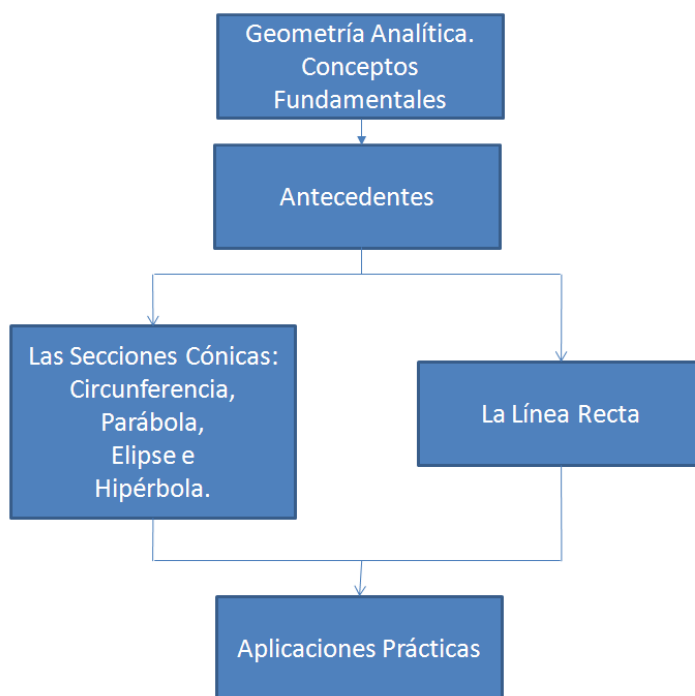 Geometría Analítica.
Conceptos
Fundamentales
Antecedentes
Las Secciones Cónicas:
Circunferencia,
Parábola,
Elipse e
Hipérbola.
La Línea Recta
Aplicaciones Prácticas